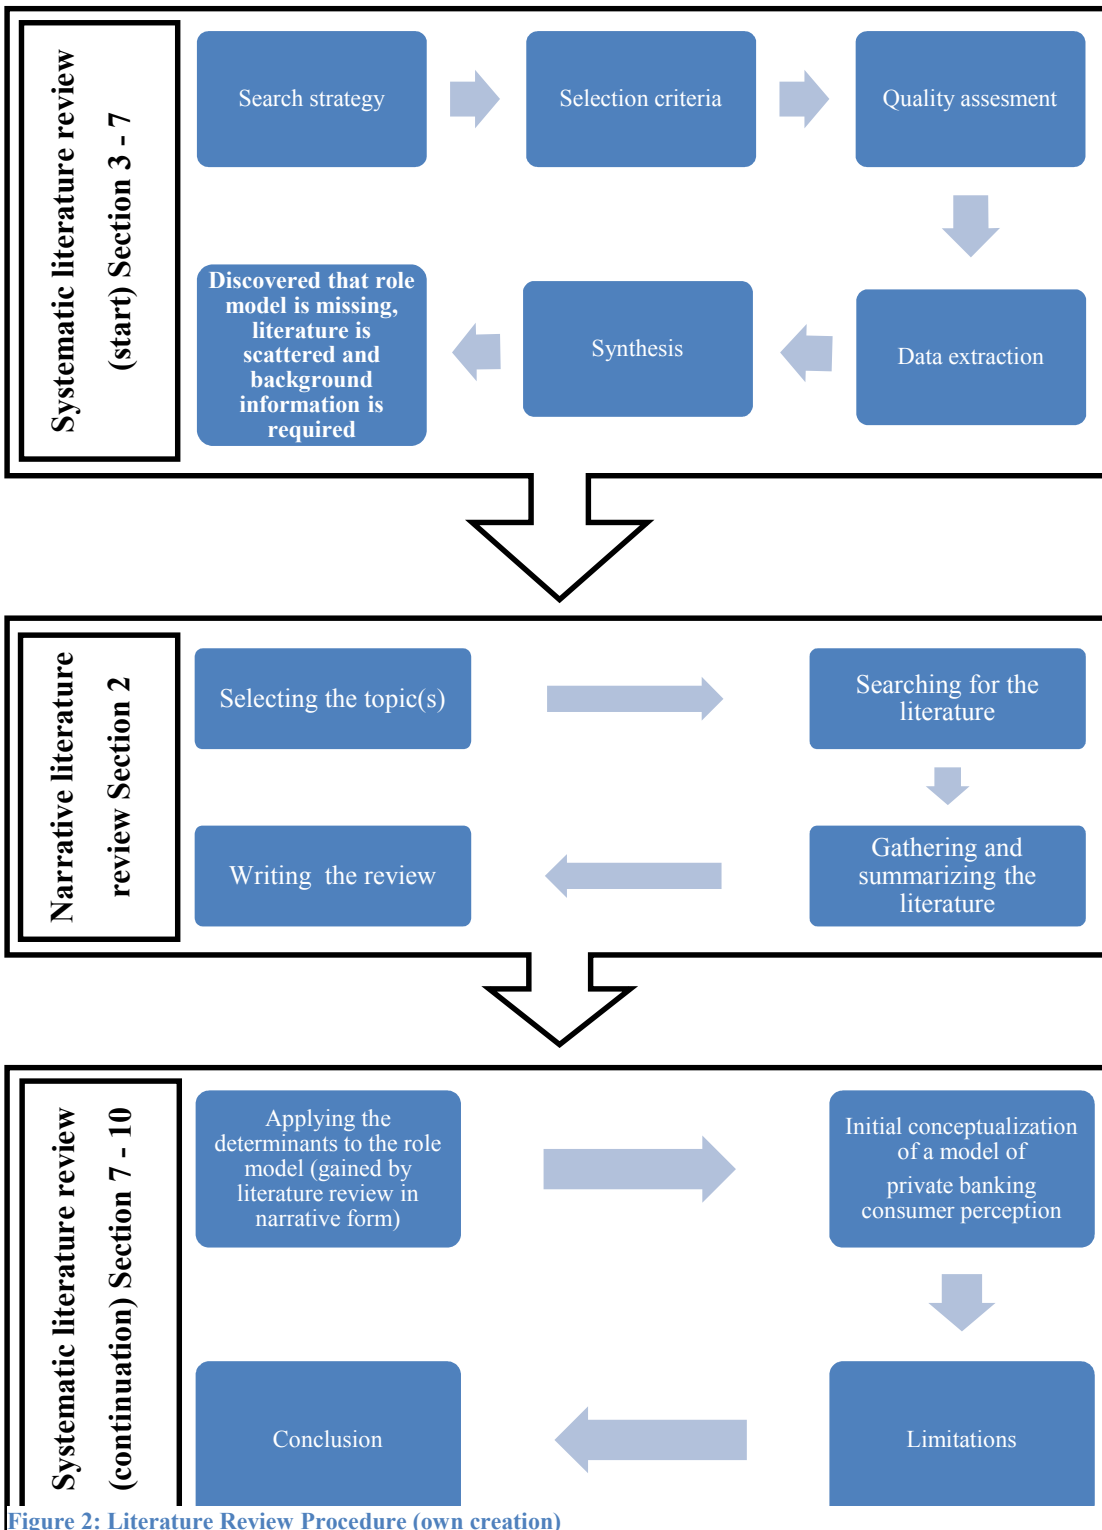 Systematic literature review
(start) Section 3 - 7
Search strategy
Selection criteria
Quality assesment
Data extraction
Synthesis
Discovered that role
model is missing,
literature is
scattered and
background
information is
required
Narrative literature
review Section 2
Selecting the topic(s)
Searching for the
literature
Gathering and
summarizing the
literature
Writing  the review
Systematic literature review
(continuation) Section 7 - 10
Applying the
determinants to the role
model (gained by
literature review in
narrative form)
Initial conceptualization
of a model of
private banking
consumer perception
Limitations
Conclusion
Figure 2: Literature Review Procedure (own creation)